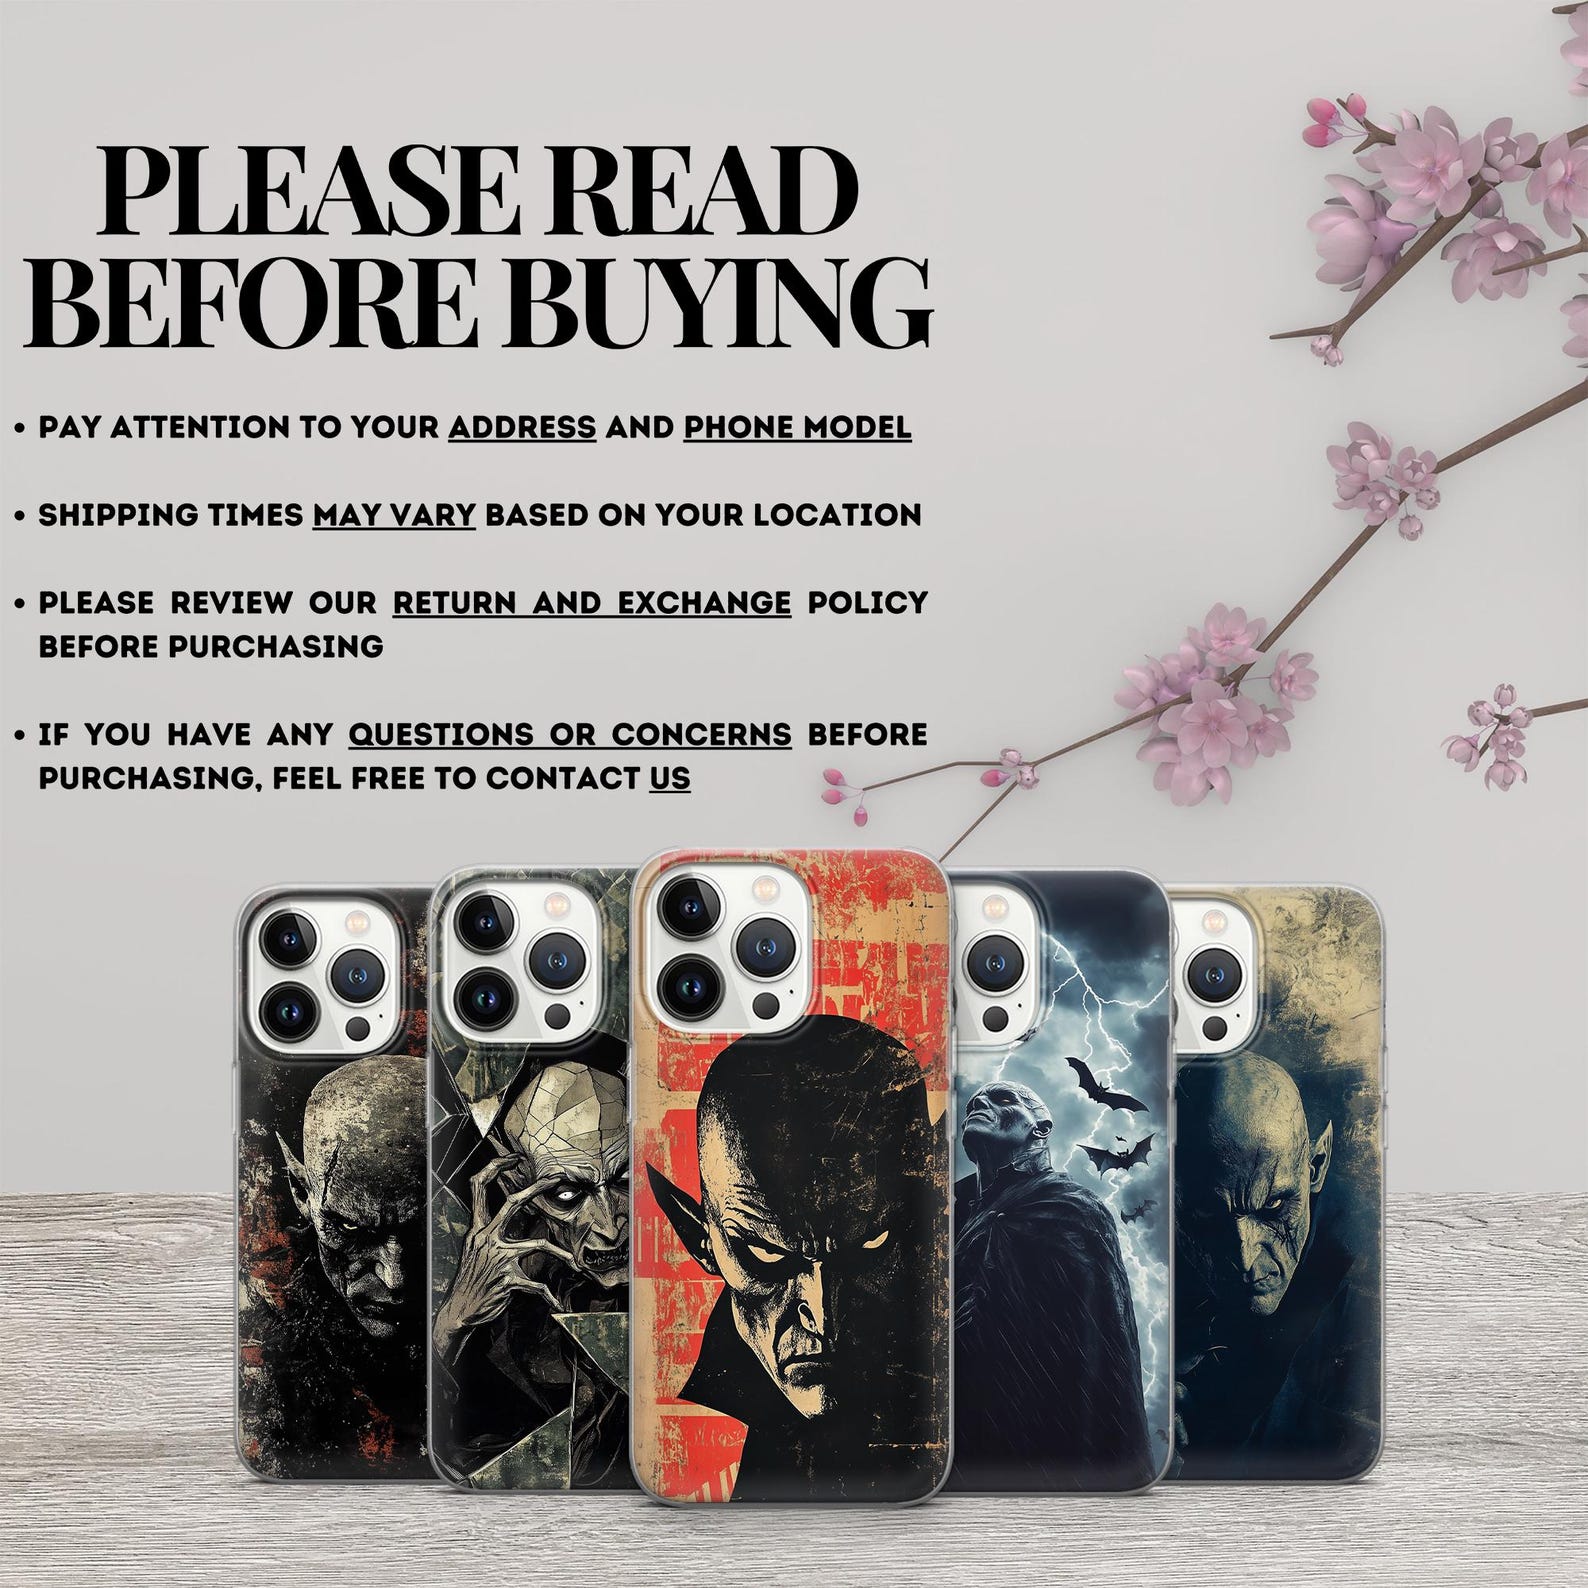 PLEASE READ
BEFORE BUYING
• PAY ATTENTION TO YOUR ADDRESS AND PHONE MODEL
• SHIPPING TIMES MAY VARY BASED ON YOUR LOCATION
• PLEASE REVIEW OUR RETURN AND EXCHANGE POLICY
BEFORE PURCHASING
• IF YOU HAVE ANY QUESTIONS OR CONCERNS BEFORE
PURCHASING, FEEL FREE TO CONTACT US